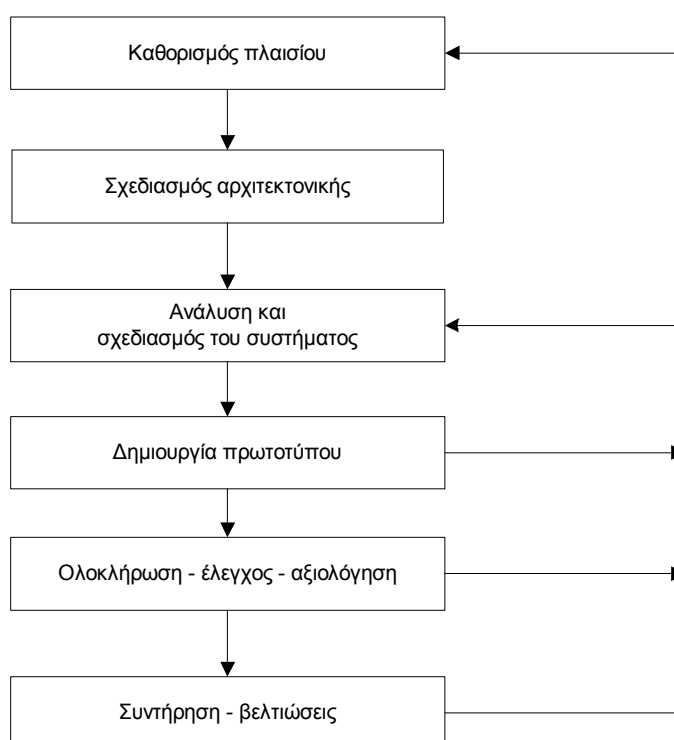 Καθορισμός πλαισίου
Σχεδιασμός αρχιτεκτονικής
Ανάλυση και
σχεδιασμός του συστήματος
Δημιουργία πρωτοτύπου
Ολοκλήρωση - έλεγχος - αξιολόγηση
Συντήρηση - βελτιώσεις